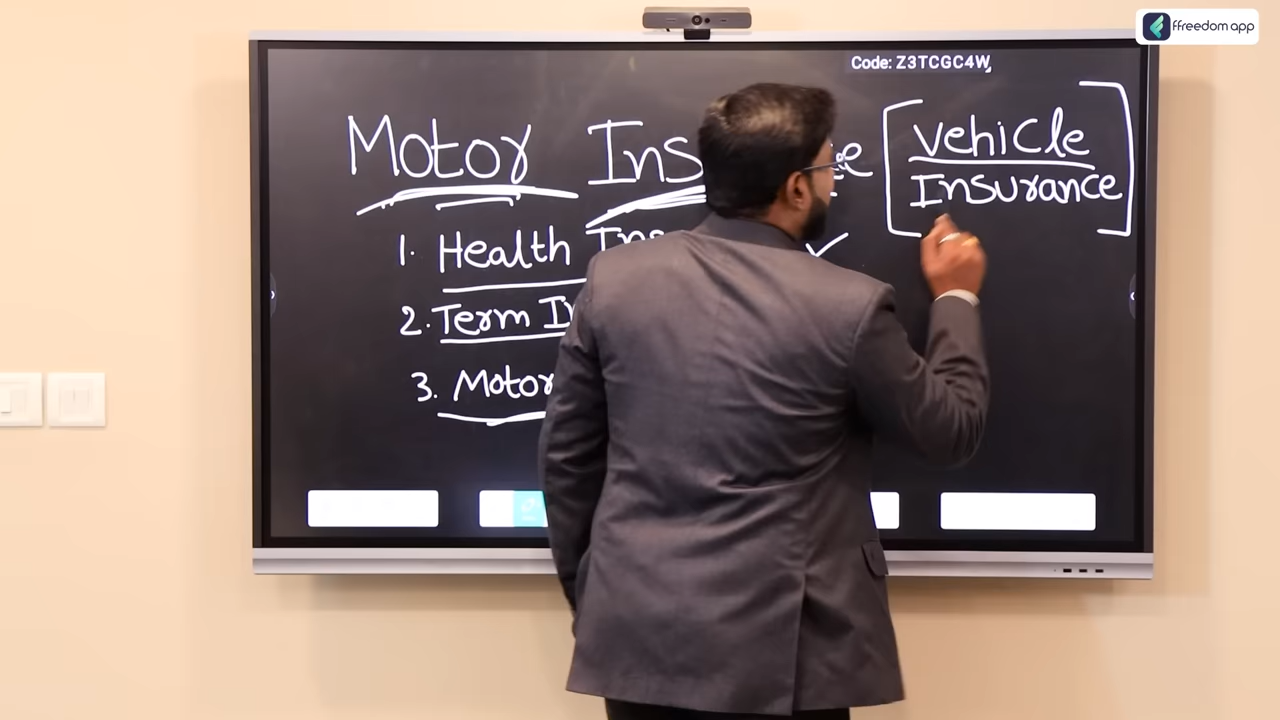 ffreedom app
Code: Z3TCGC4W
Motor [Vehicle
Insurance]
1. Health
2. Term
3. Motor